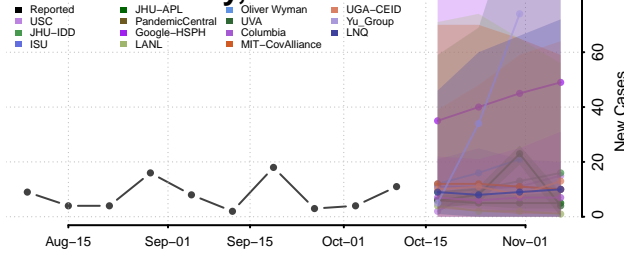 Reported JHU−APL Oliver Wyman UGA−CEID
USC PandemicCentral UVA Yu_Group
JHU−IDD Google−HSPH Columbia LNQ
ISU LANL MIT−CovAlliance
60
40
20
0
New Cases
Aug−15 Sep−01 Sep−15 Oct−01 Oct−15 Nov−01